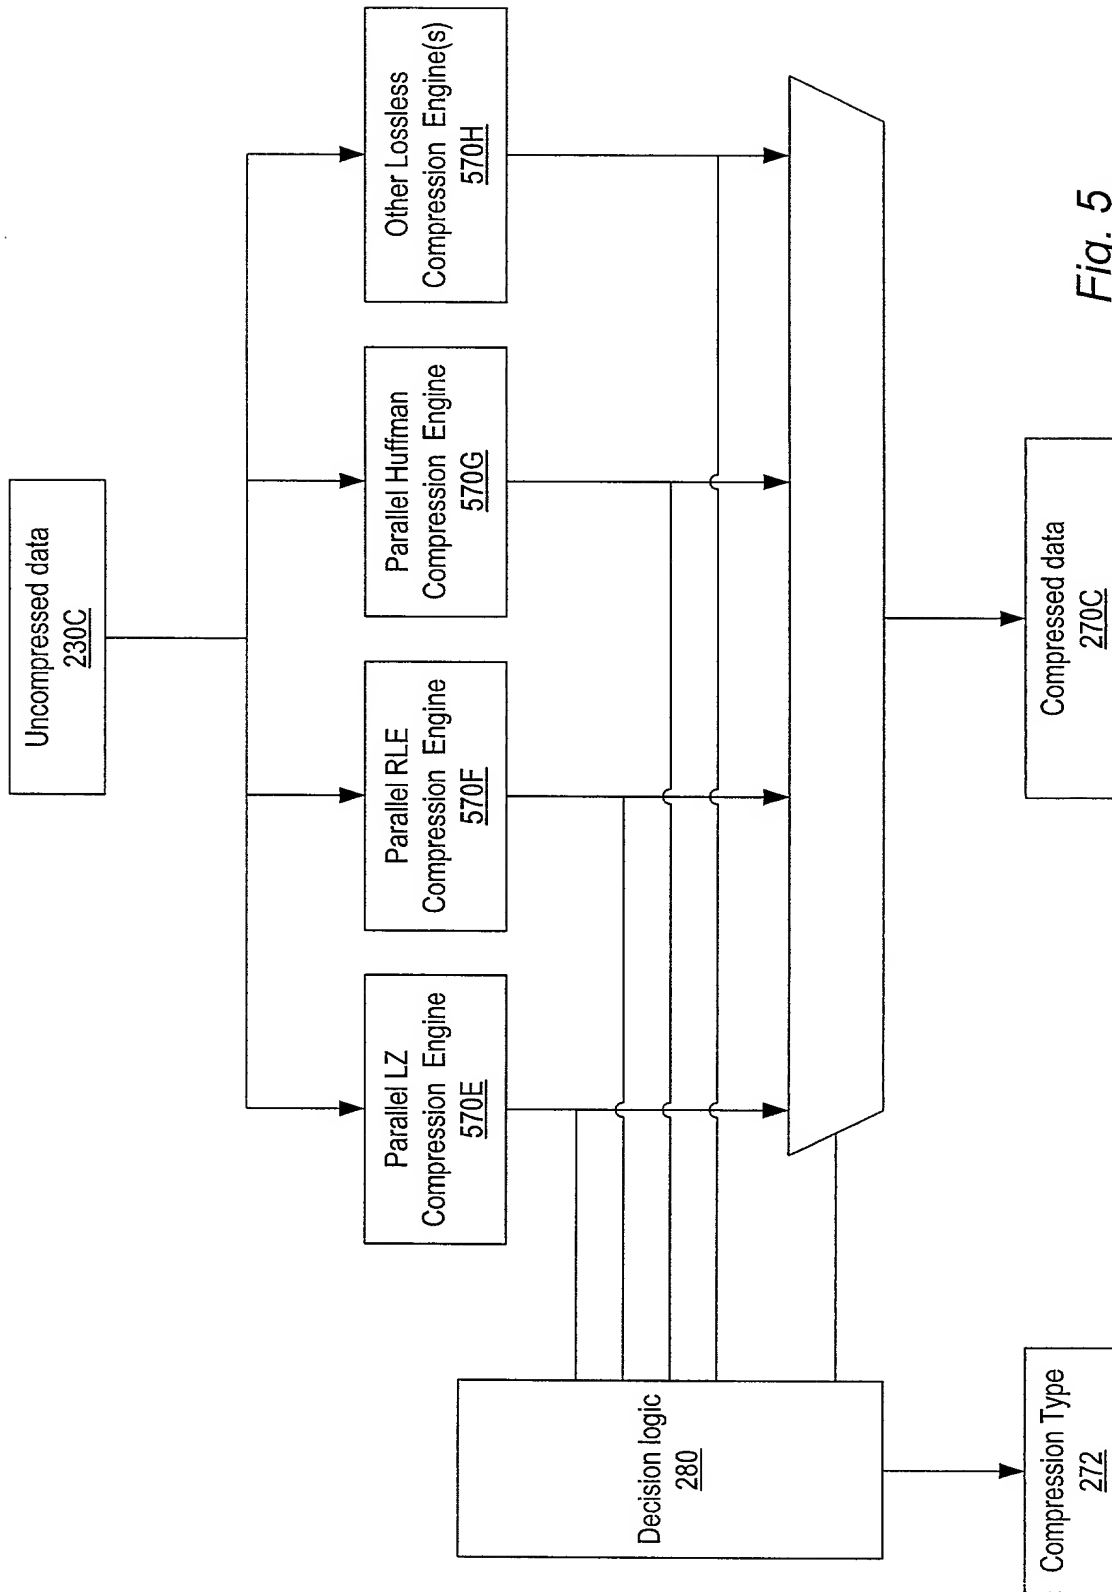 Uncompressed data
230C
Parallel LZ
Compression Engine
570E
Parallel RLE
Compression Engine
570F
Parallel Huffman
Compression Engine
570G
Other Lossless
Compression Engine(s)
570H
Decision logic
280
Compression Type
272
Compressed data
270C
Fig. 5